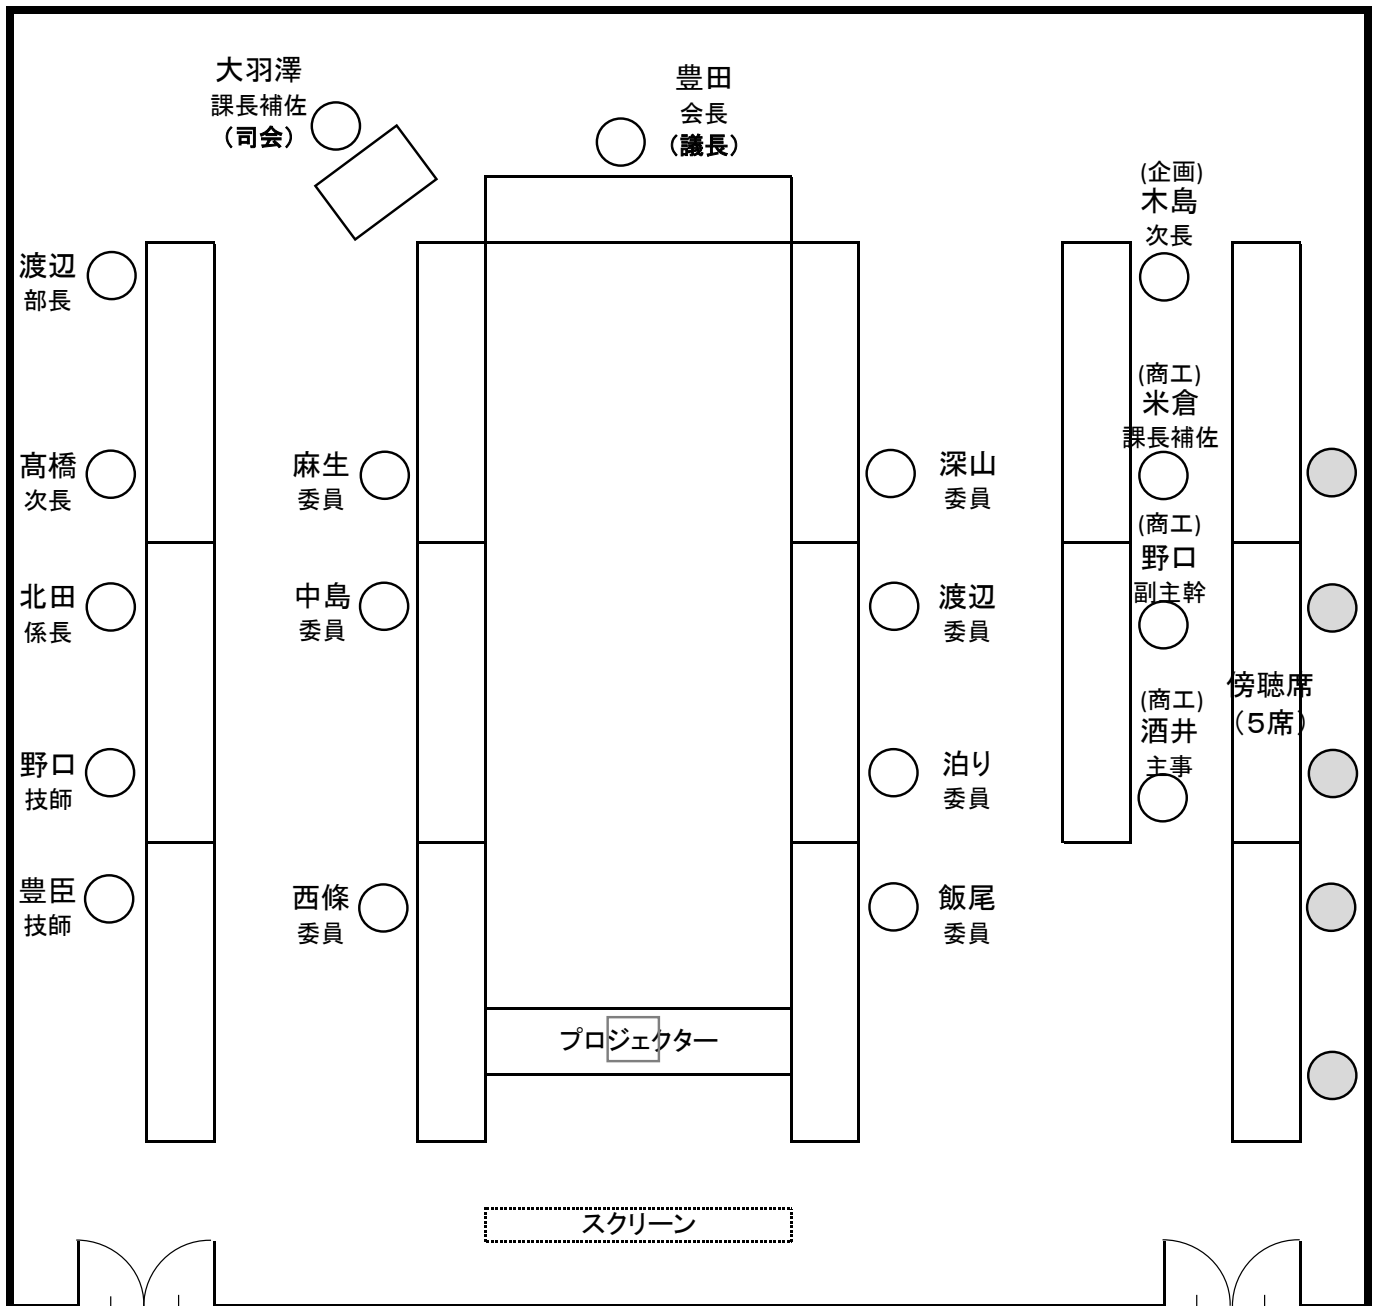 大羽澤
課長補佐
（司会）
豊田
会長
（議長）
(企画)
木島
次長
渡辺
部長
(商工)
米倉
課長補佐
髙橋
次長
麻生
委員
深山
委員
(商工)
野口
副主幹
北田
係長
中島
委員
渡辺
委員
傍聴席
（５席）
(商工)
酒井
主事
野口
技師
泊り
委員
豊臣
技師
西條
委員
飯尾
委員
プロジェクター
スクリーン